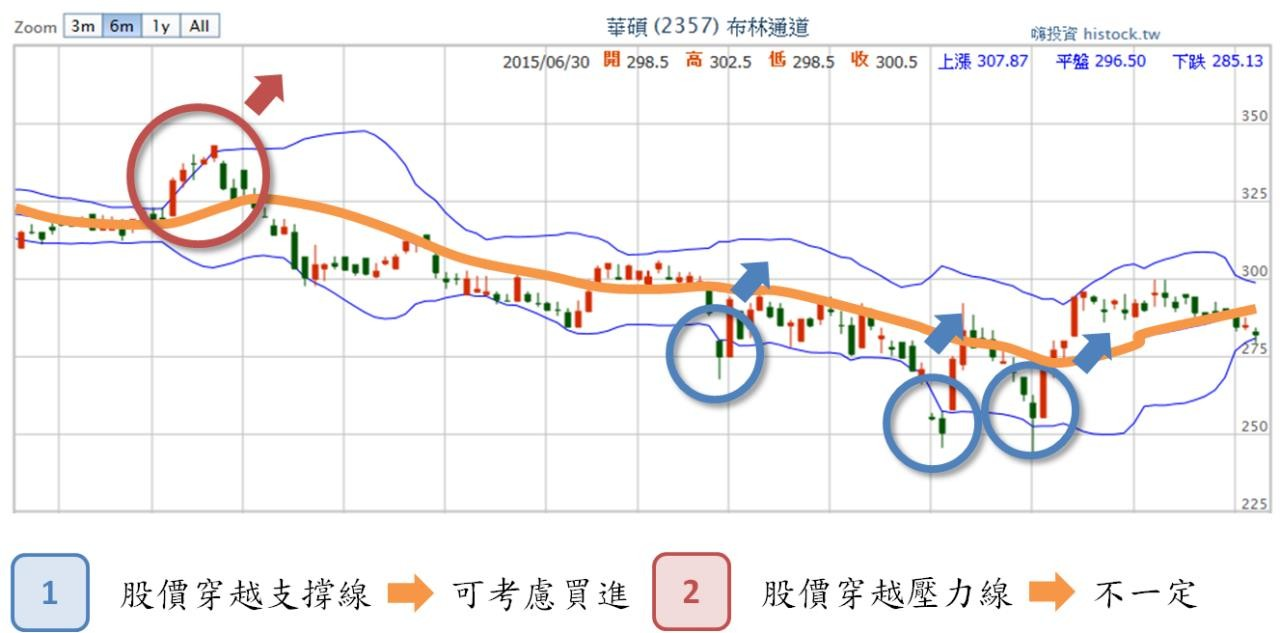 華碩 (2357) 布林通道
Zoom 3m 6m 1y All
嗨投資 histock.tw
2015/06/30 開 298.5 高 302.5 低 298.5 收 300.5 上漲 307.87 平盤 296.50 下跌 285.13
350
325
300
275
250
225
1 股價穿越支撐線 可考慮買進 2 股價穿越壓力線 不一定